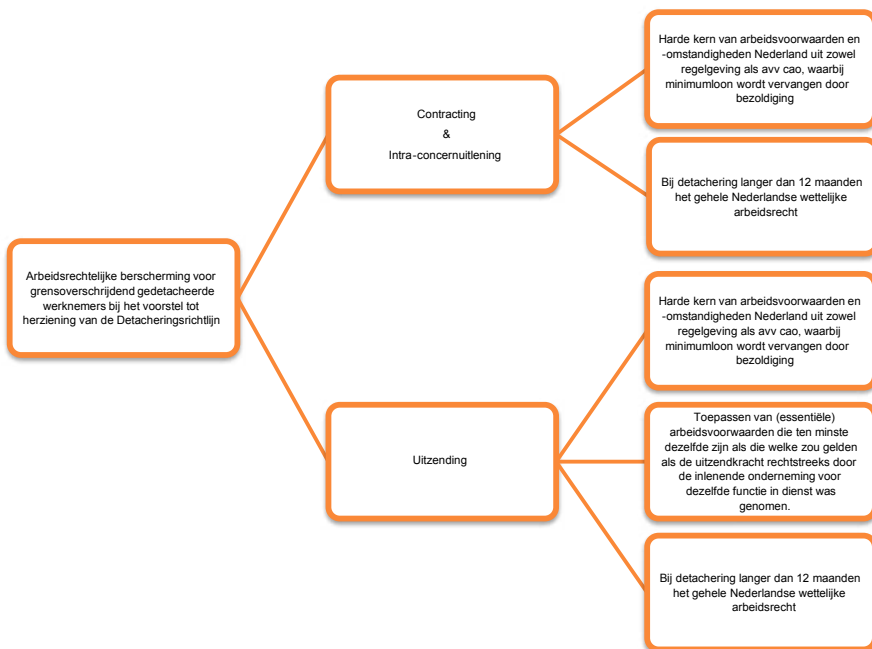 Arbeidsrechtelijke berscherming voor
grensoverschrijdend gedetacheerde
werknemers bij het voorstel tot
herziening van de Detacheringsrichtlijn
Contracting
&
Intra-concernuitlening
Harde kern van arbeidsvoorwaarden en
-omstandigheden Nederland uit zowel
regelgeving als avv cao, waarbij
minimumloon wordt vervangen door
bezoldiging
Bij detachering langer dan 12 maanden
het gehele Nederlandse wettelijke
arbeidsrecht
Uitzending
Harde kern van arbeidsvoorwaarden en
-omstandigheden Nederland uit zowel
regelgeving als avv cao, waarbij
minimumloon wordt vervangen door
bezoldiging
Toepassen van (essentiële)
arbeidsvoorwaarden die ten minste
dezelfde zijn als die welke zou gelden
als de uitzendkracht rechtstreeks door
de inlenende onderneming voor
dezelfde functie in dienst was
genomen.
Bij detachering langer dan 12 maanden
het gehele Nederlandse wettelijke
arbeidsrecht